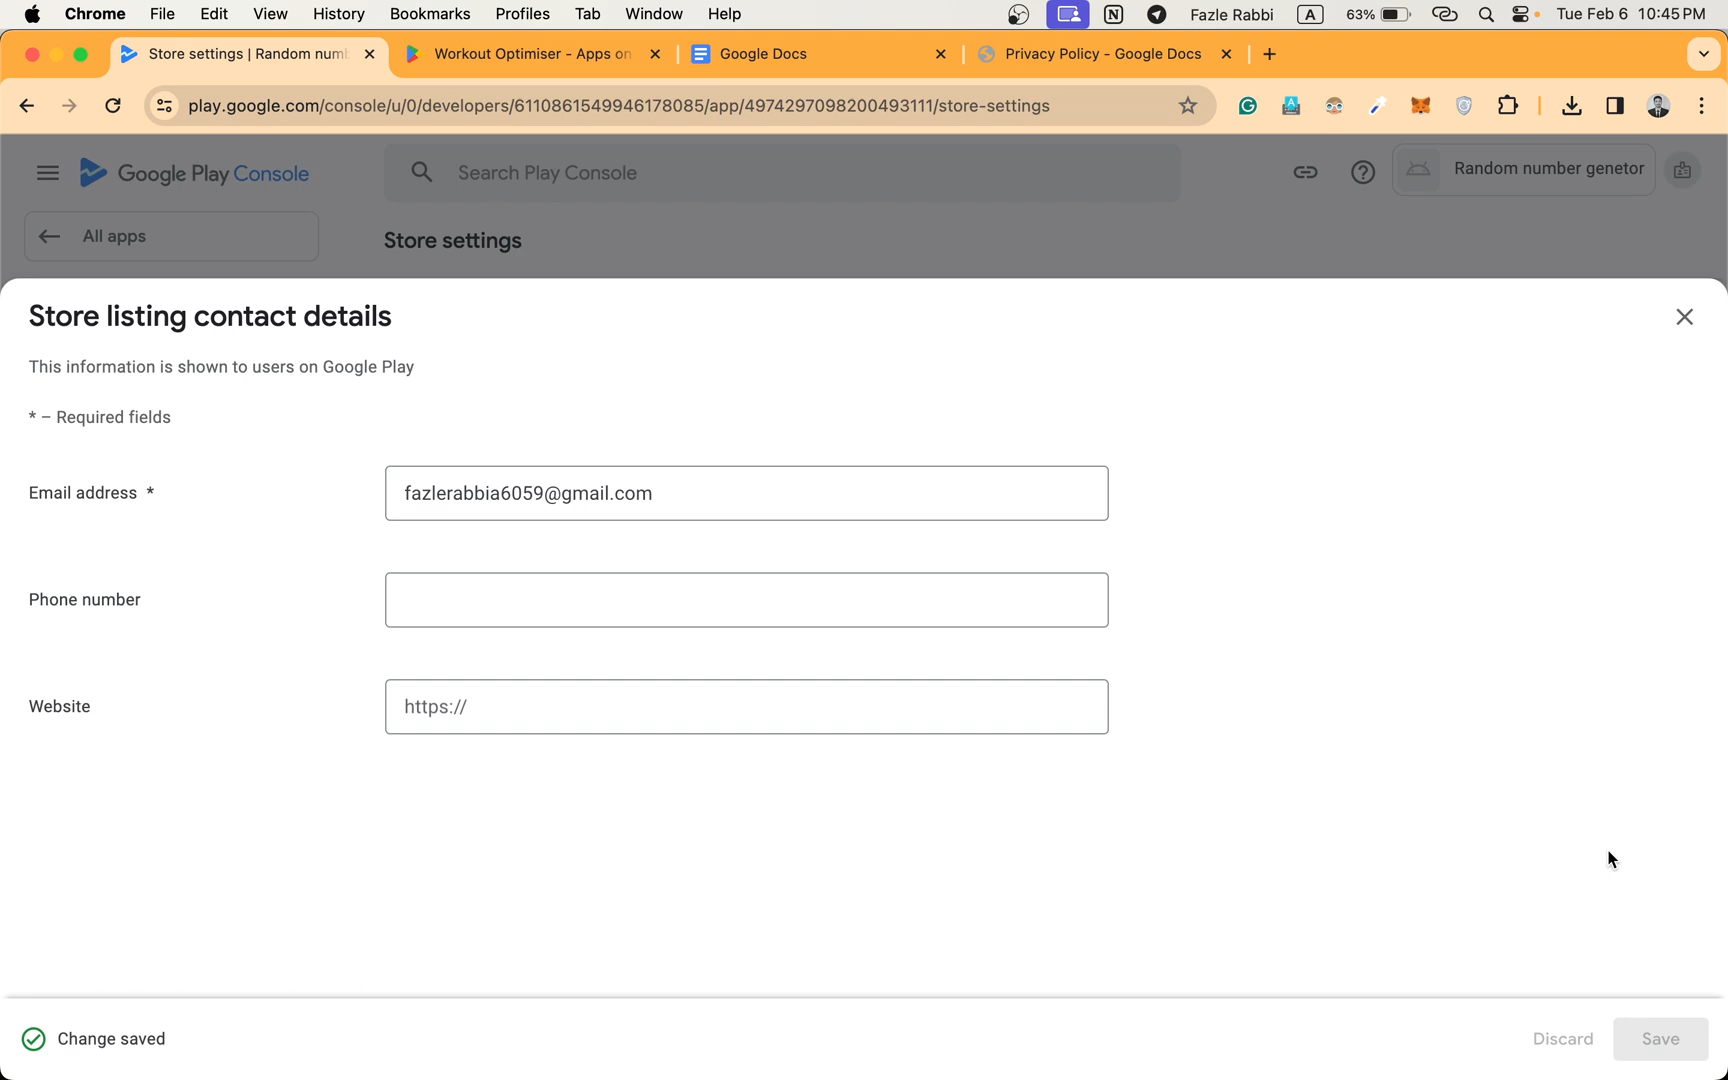 Chrome File Edit View History Bookmarks Profiles Tab Window Help Fazle Rabbi A 63% Tue Feb 6 10:45 PM
Store settings | Random numb Workout Optimiser - Apps on Google Docs Privacy Policy - Google Docs
play.google.com/console/u/0/developers/6110861549946178085/app/4974297098200493111/store-settings
Google Play Console Search Play Console Random number genetor
All apps Store settings
Store listing contact details
This information is shown to users on Google Play
* – Required fields
Email address * fazlerabbia6059@gmail.com
Phone number
Website https://
Change saved Discard Save